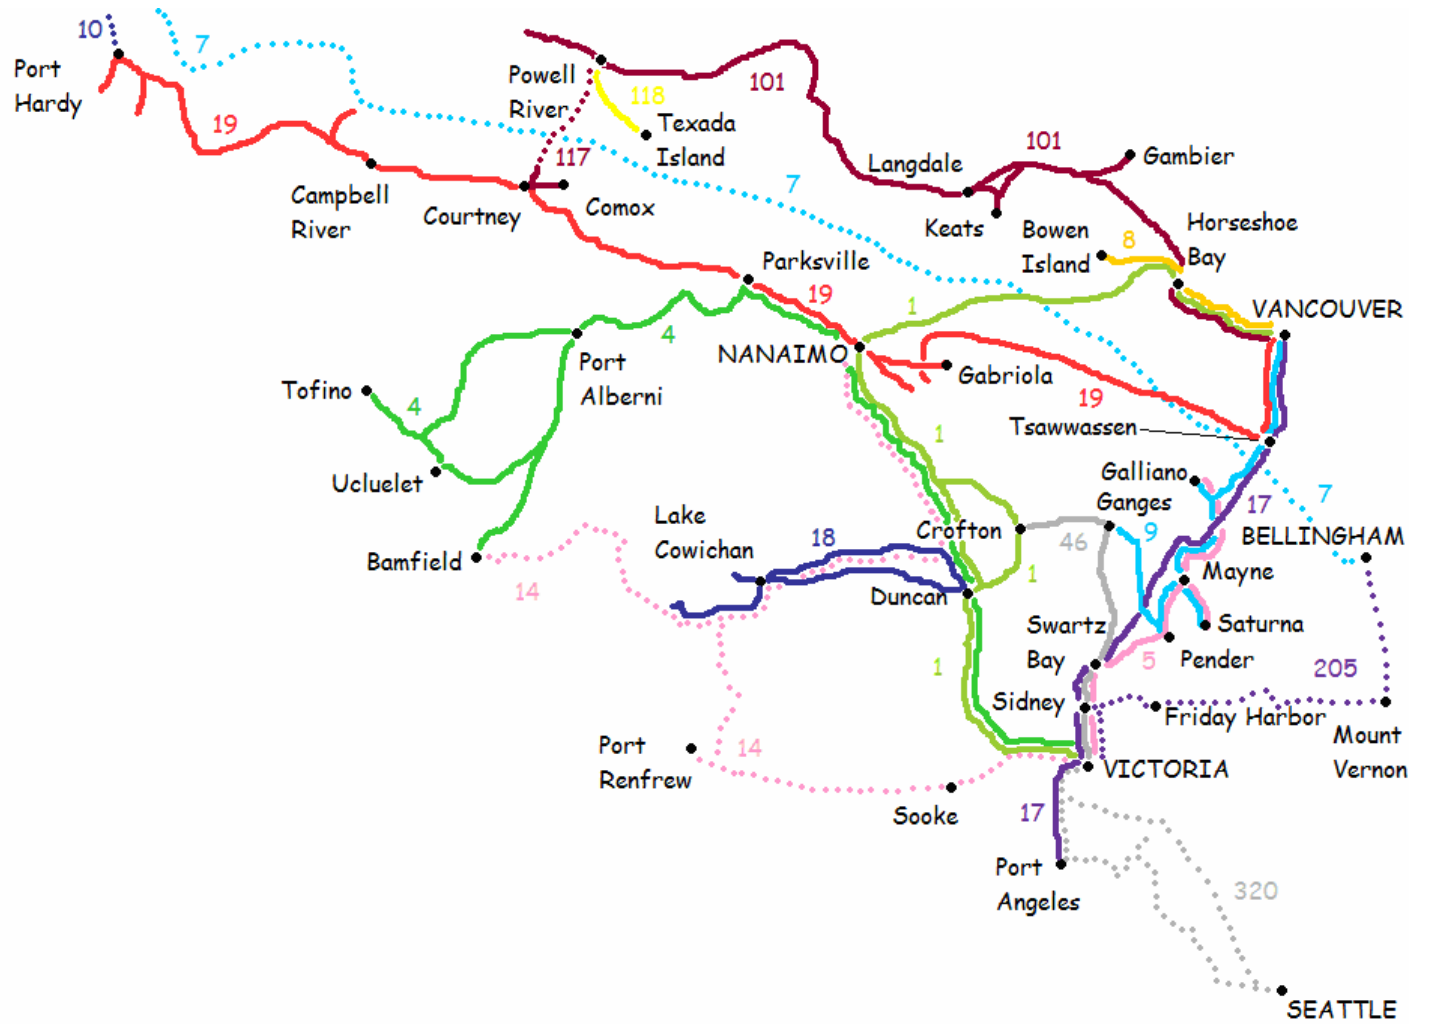 10
7
Port
Hardy
19
Powell
River
118
101
Texada
Island
117
Campbell
River
Courtney
Comox
7
Langdale
101
Gambier
Keats
Bowen
Island
8
Horseshoe
Bay
Parksville
19
1
VANCOUVER
4
NANAIMO
Port
Alberni
Gabriola
19
Tofino
4
Tsawwassen
1
Ucluelet
Galliano
Ganges
17
7
Lake
Cowichan
18
Crofton
46
9
BELLINGHAM
Bamfield
14
1
Mayne
Duncan
Swartz
Bay
Saturna
5
Pender
205
1
Sidney
Friday Harbor
Mount
Vernon
Port
Renfrew
14
VICTORIA
Sooke
17
Port
Angeles
320
SEATTLE